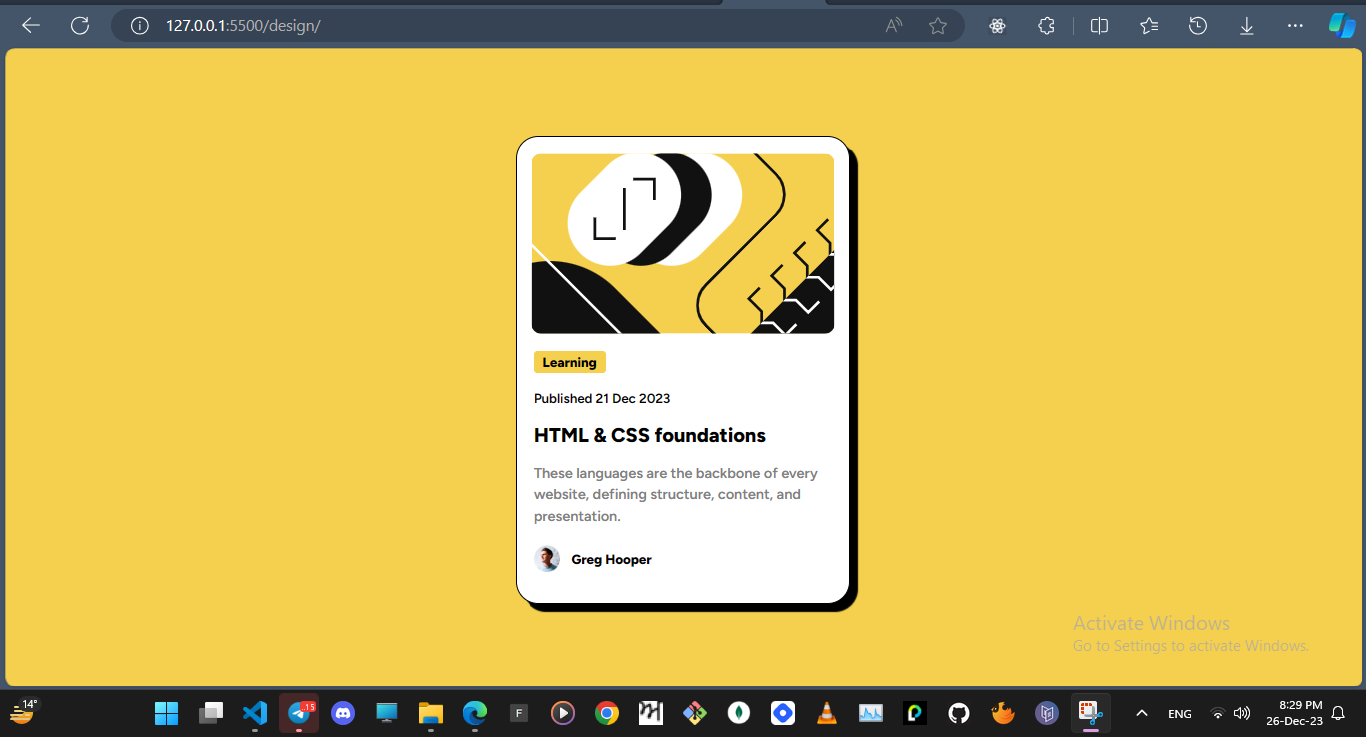 127.0.0.1:5500/design/
Learning
Published 21 Dec 2023
HTML & CSS foundations
These languages are the backbone of every
website, defining structure, content, and
presentation.
Greg Hooper
Activate Windows
Go to Settings to activate Windows.
14°
15
F
ENG
8:29 PM
26-Dec-23